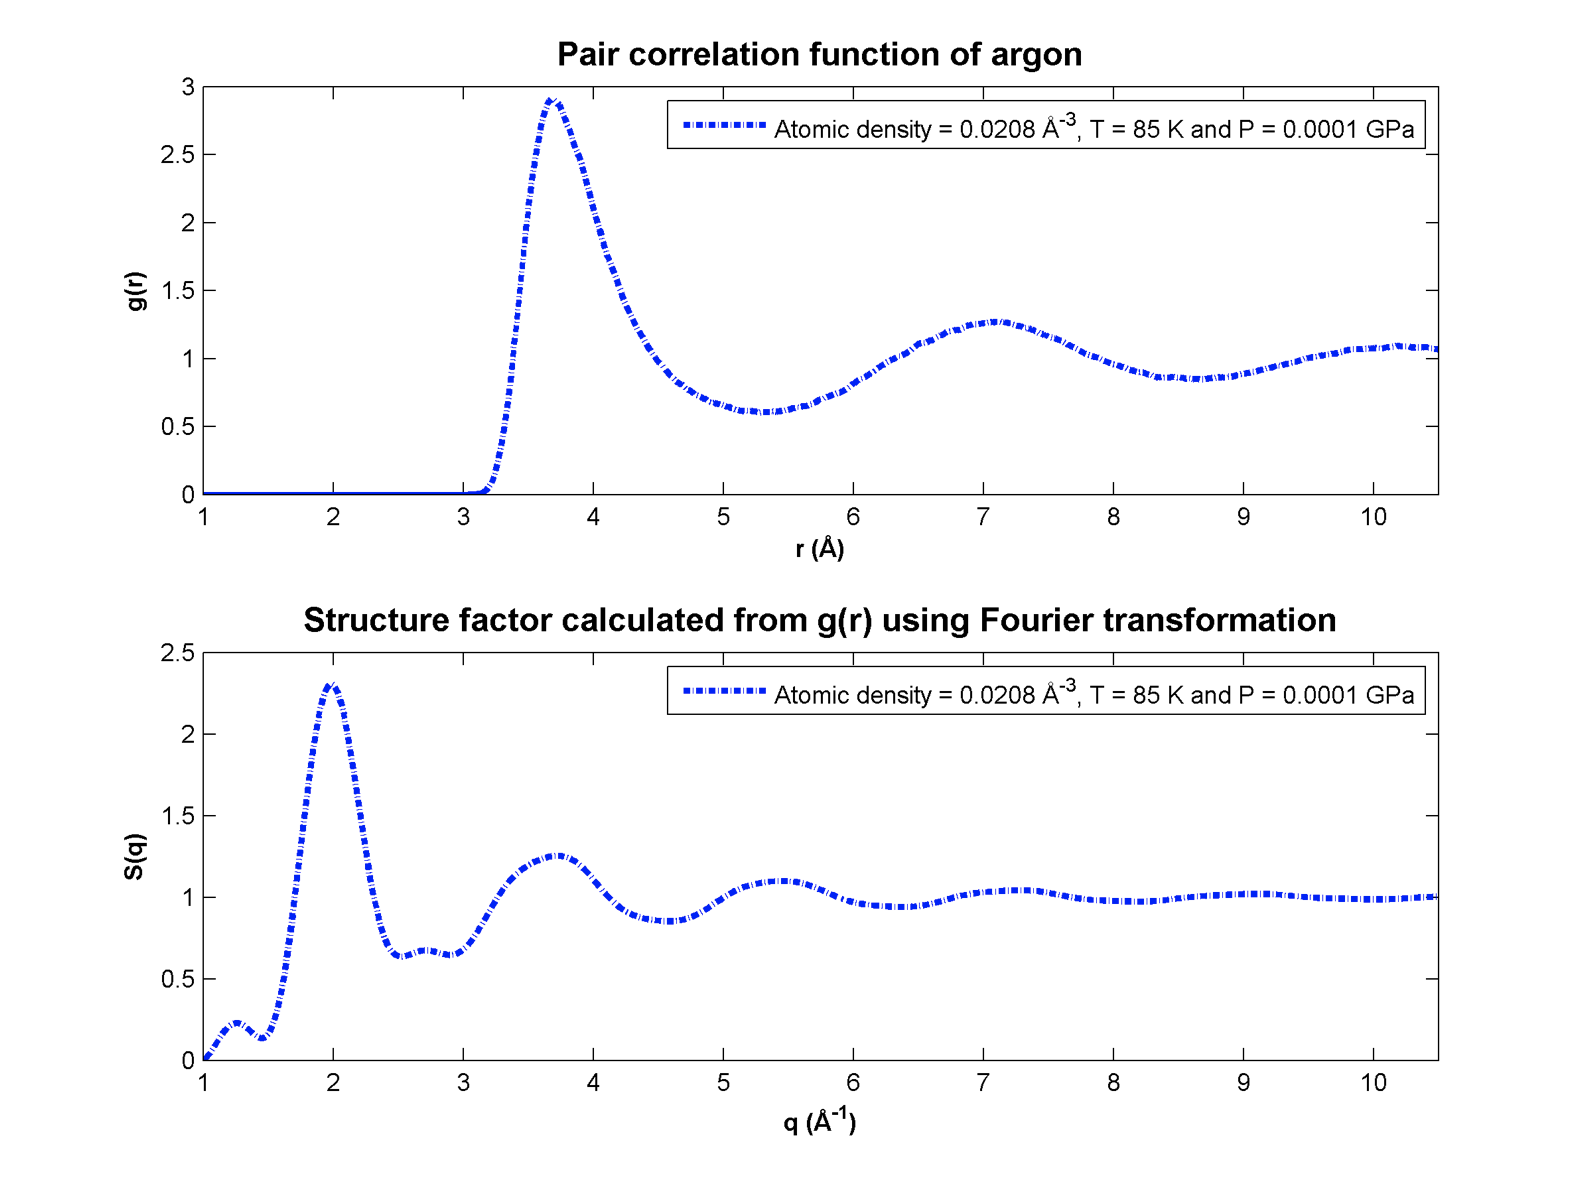 Pair correlation function of argon
3
Atomic density = 0.0208 Å-3, T = 85 K and P = 0.0001 GPa
2.5
2
g(r)
1.5
1
0.5
0
1 2 3 4 5 6 7 8 9 10
r (Å)
Structure factor calculated from g(r) using Fourier transformation
2.5
Atomic density = 0.0208 Å-3, T = 85 K and P = 0.0001 GPa
2
1.5
S(q)
1
0.5
0
1 2 3 4 5 6 7 8 9 10
q (Å-1)